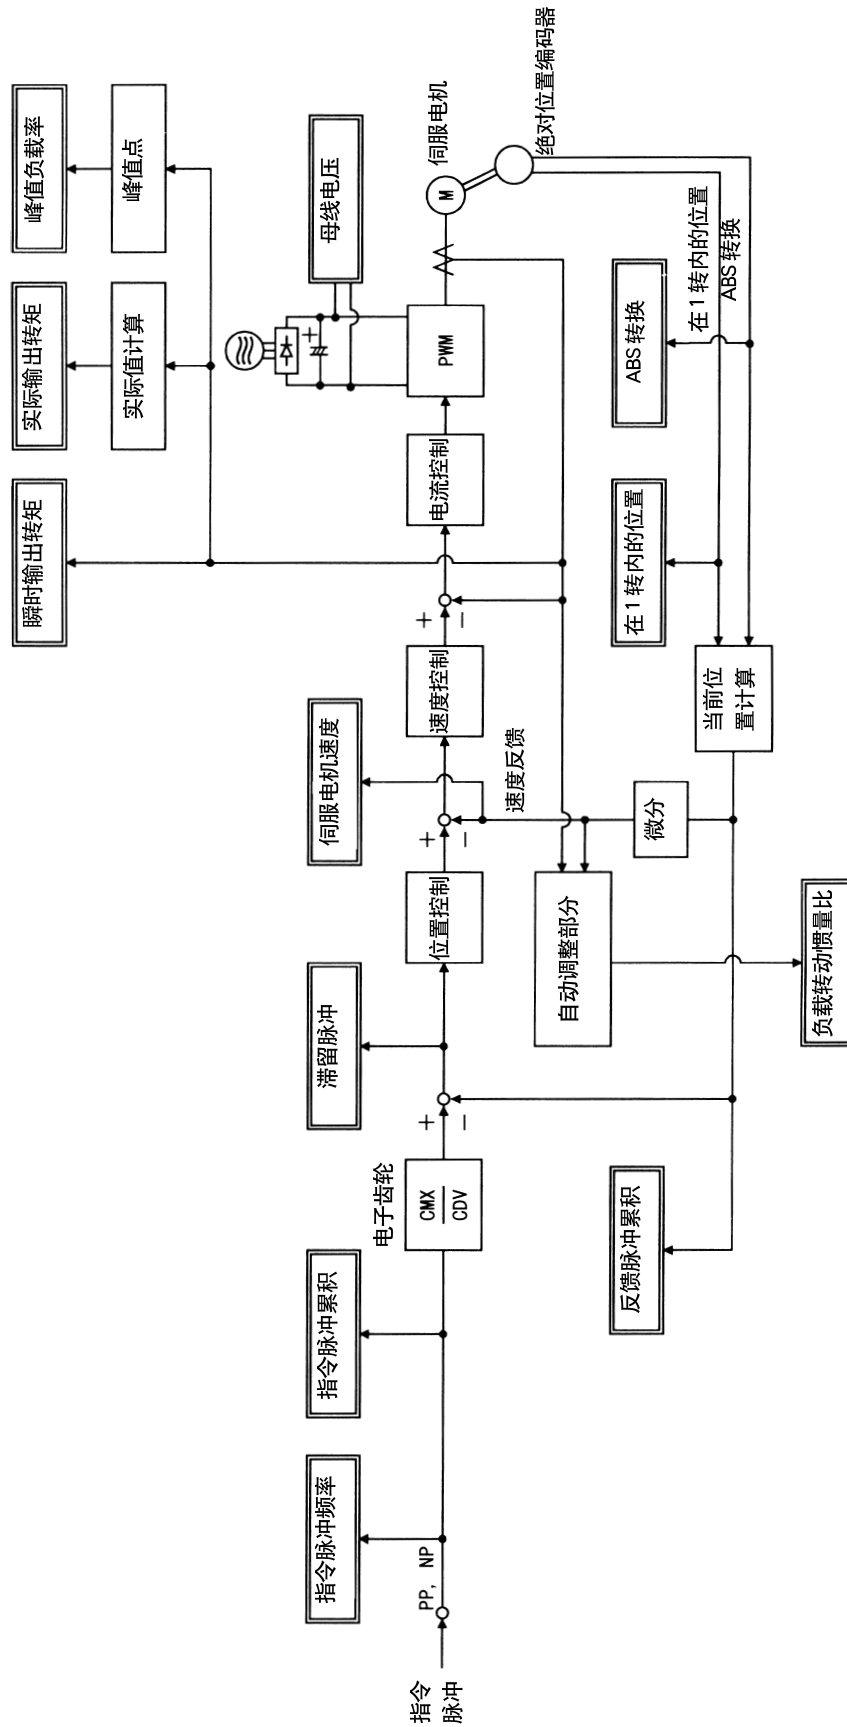 瞬时输出转矩
实际输出转矩
峰值负载率
实际值计算
峰值点
指令脉冲频率
指令脉冲累积
滞留脉冲
伺服电机速度
母线电压
+
指令
脉冲
PP, NP
电子齿轮
CMX
CDV
+
-
位置控制
+
-
速度控制
+
-
电流控制
PWM
M
伺服电机
绝对位置编码器
速度反馈
自动调整部分
反馈脉冲累积
微分
在1转内的位置
ABS转换
当前位
置计算
在1转内的位置
ABS转换
负载转动惯量比